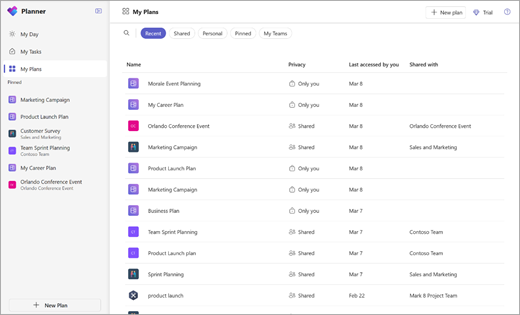 Planner
My Day
My Tasks
My Plans
Pinned
Marketing Campaign
Product Launch Plan
Customer Survey
Sales and Marketing
Team Sprint Planning
Contoso Team
My Career Plan
Orlando Conference Event
Orlando Conference Event
New Plan
My Plans
New plan
Trial
Recent Shared Personal Pinned My Teams
Name Privacy Last accessed by you Shared with
Morale Event Planning Only you Mar 8
My Career Plan Only you Mar 8
Orlando Conference Event Shared Mar 8 Orlando Conference Event
Marketing Campaign Shared Mar 8 Sales and Marketing
Product Launch Plan Only you Mar 8
Marketing Campaign Only you Mar 8
Business Plan Only you Mar 7
Team Sprint Planning Shared Mar 7 Contoso Team
Product Launch plan Shared Mar 7 Contoso Team
Sprint Planning Shared Mar 7 Sales and Marketing
product launch Shared Feb 22 Mark 8 Project Team